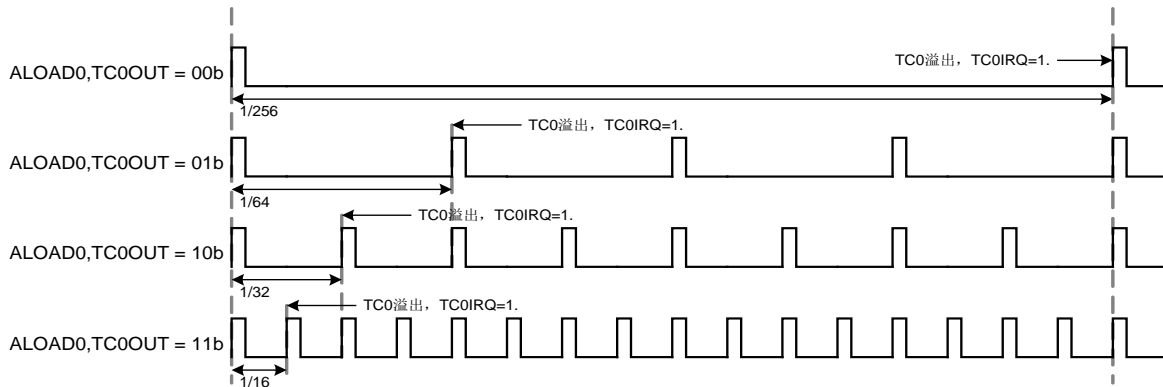 TC0溢出，TC0IRQ=1.
ALOAD0,TC0OUT = 00b
1/256
TC0溢出，TC0IRQ=1.
ALOAD0,TC0OUT = 01b
1/64
TC0溢出，TC0IRQ=1.
ALOAD0,TC0OUT = 10b
1/32
TC0溢出，TC0IRQ=1.
ALOAD0,TC0OUT = 11b
1/16